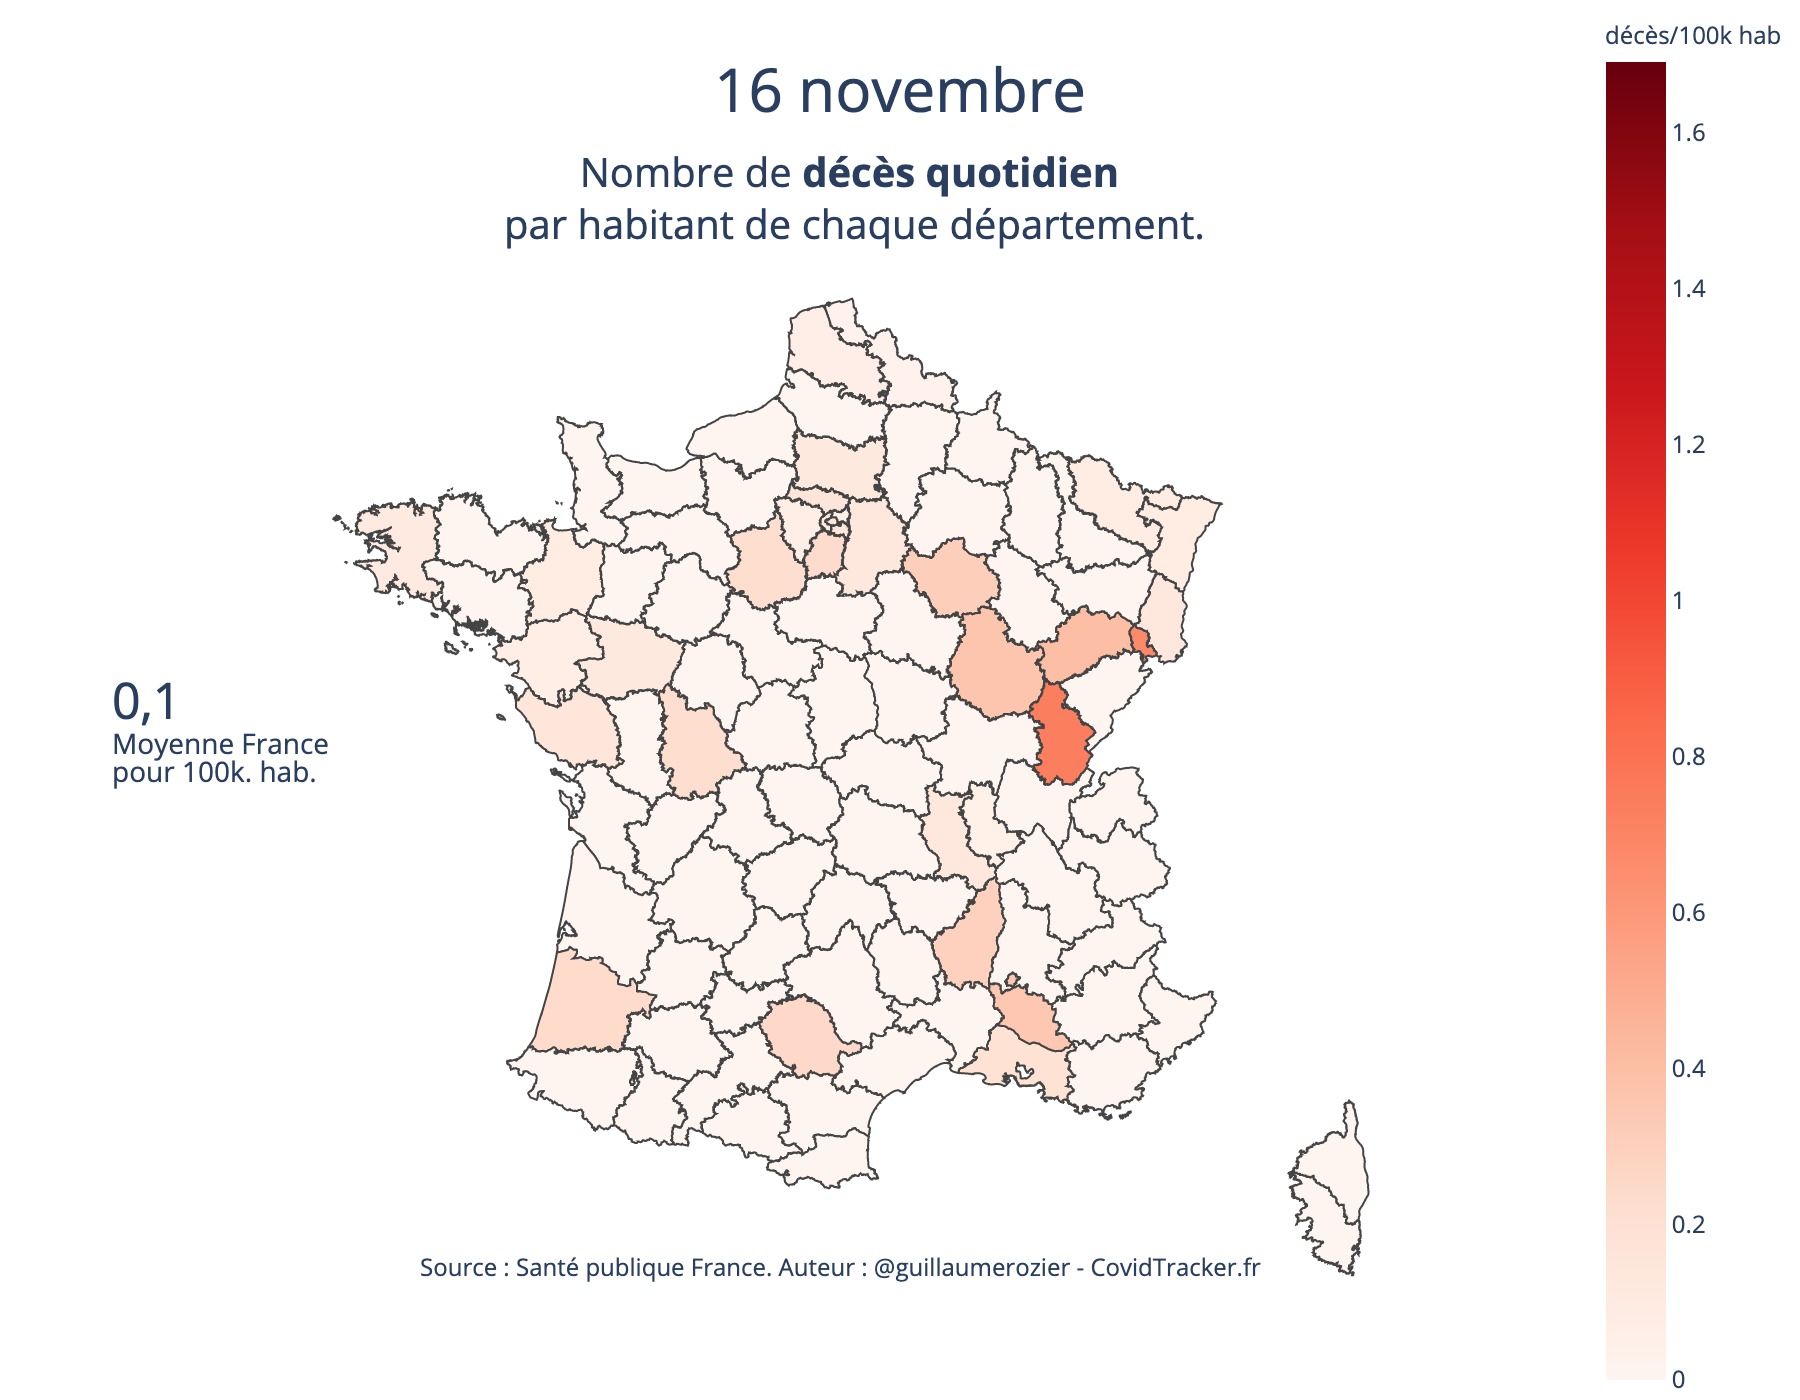 décès/100k hab
16 novembre
Nombre de décès quotidien
par habitant de chaque département.
1.6
1.4
1.2
1
0.8
0.6
0.4
0.2
0
0,1
Moyenne France
pour 100k. hab.
Source : Santé publique France. Auteur : @guillaumerozier - CovidTracker.fr